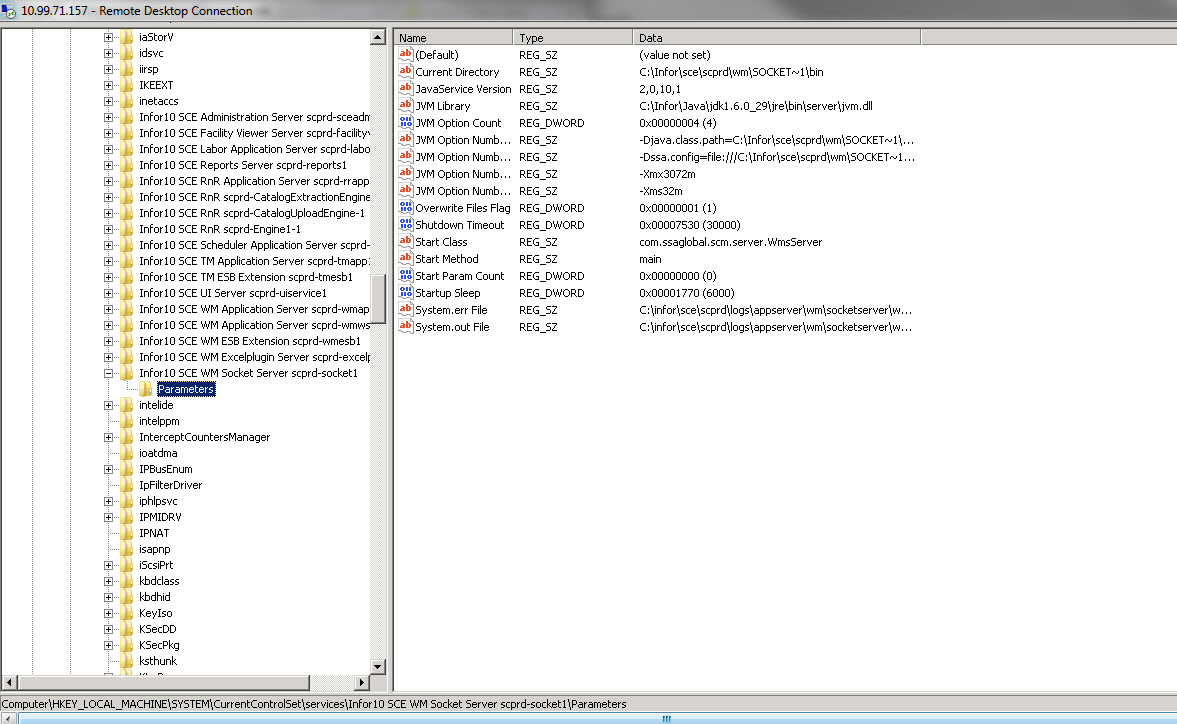 10.99.71.157 - Remote Desktop Connection
iaStorV
idsvc
iirsp
IKEEXT
inetaccs
Infor10 SCE Administration Server scprd-sceadm
Infor10 SCE Facility Viewer Server scprd-facilityv
Infor10 SCE Labor Application Server scprd-labo
Infor10 SCE Reports Server scprd-reports1
Infor10 SCE RnR Application Server scprd-rrapp
Infor10 SCE RnR scprd-CatalogExtractionEngine
Infor10 SCE RnR scprd-CatalogUploadEngine-1
Infor10 SCE RnR scprd-Engine1-1
Infor10 SCE Scheduler Application Server scprd-
Infor10 SCE TM Application Server scprd-tmapp1
Infor10 SCE TM ESB Extension scprd-tmesb1
Infor10 SCE UI Server scprd-uiservice1
Infor10 SCE WM Application Server scprd-wmap
Infor10 SCE WM Application Server scprd-wmws
Infor10 SCE WM ESB Extension scprd-wmesb1
Infor10 SCE WM Excelplugin Server scprd-excelp
Infor10 SCE WM Socket Server scprd-socket1
Parameters
intelide
intelppm
InterceptCountersManager
ioatdma
IPBusEnum
IpFilterDriver
iphlpsvc
IPMIDRV
IPNAT
isapnp
iScsiPrt
kbdclass
kbdhid
KeyIso
KSecDD
KSecPkg
ksthunk
Name Type Data
(Default) REG_SZ (value not set)
Current Directory REG_SZ C:\Infor\sce\scprd\wm\SOCKET~1\bin
JavaService Version REG_SZ 2,0,10,1
JVM Library REG_SZ C:\Infor\Java\jdk1.6.0_29\jre\bin\server\jvm.dll
JVM Option Count REG_DWORD 0x00000004 (4)
JVM Option Numb... REG_SZ -Djava.class.path=C:\Infor\sce\scprd\wm\SOCKET~1\...
JVM Option Numb... REG_SZ -Dssa.config=file:///C:\Infor\sce\scprd\wm\SOCKET~1...
JVM Option Numb... REG_SZ -Xmx3072m
JVM Option Numb... REG_SZ -Xms32m
Overwrite Files Flag REG_DWORD 0x00000001 (1)
Shutdown Timeout REG_DWORD 0x00007530 (30000)
Start Class REG_SZ com.ssaglobal.scm.server.WmsServer
Start Method REG_SZ main
Start Param Count REG_DWORD 0x00000000 (0)
Startup Sleep REG_DWORD 0x00001770 (6000)
System.err File REG_SZ C:\infor\sce\scprd\logs\appserver\wm\socketserver\w...
System.out File REG_SZ C:\infor\sce\scprd\logs\appserver\wm\socketserver\w...
Computer\HKEY_LOCAL_MACHINE\SYSTEM\CurrentControlSet\services\Infor10 SCE WM Socket Server scprd-socket1\Parameters